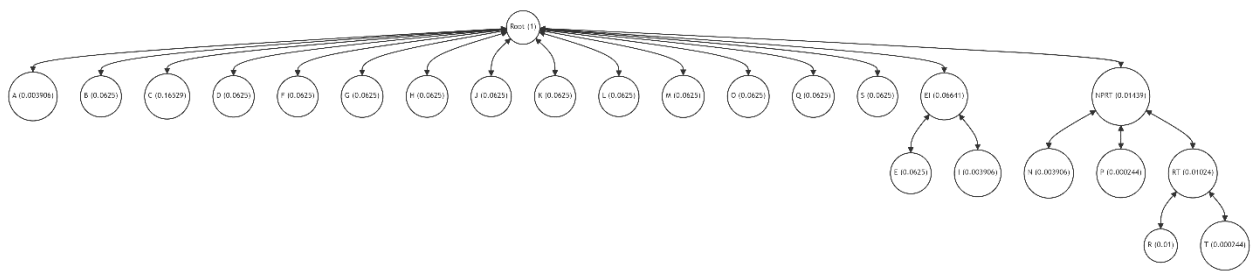 Root (1)
A (0.003906)
B (0.0625)
C (0.16529)
D (0.0625)
F (0.0625)
G (0.0625)
H (0.0625)
J (0.0625)
K (0.0625)
L (0.0625)
M (0.0625)
O (0.0625)
Q (0.0625)
S (0.0625)
EI (0.06641)
NPRT (0.01439)
E (0.0625)
I (0.003906)
N (0.003906)
P (0.000244)
RT (0.01024)
R (0.01)
T (0.000244)